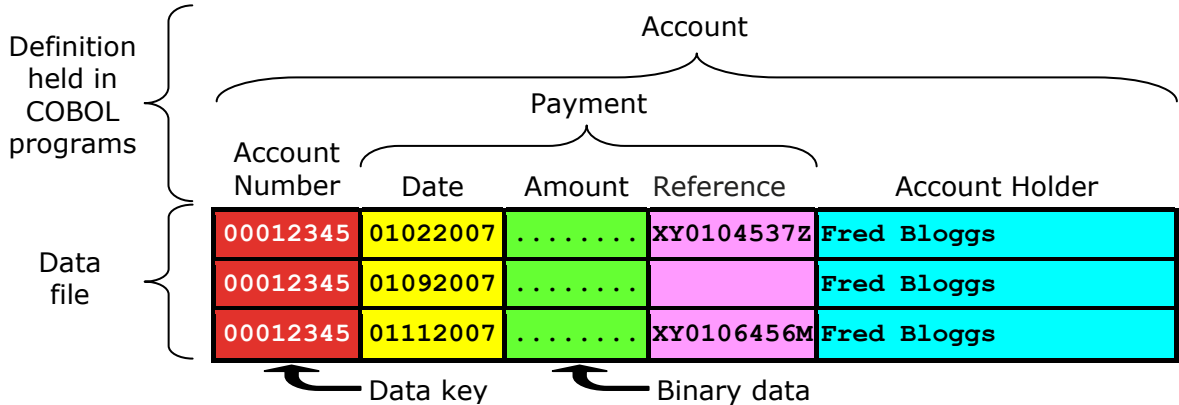 Account
Definition
held in
COBOL
programs
Payment
Account
Number
Date
Amount
Reference
Account Holder
Data
file
00012345 01022007 ........ XY0104537Z Fred Bloggs
00012345 01092007 ........ Fred Bloggs
00012345 01112007 ........ XY0106456M Fred Bloggs
Data key
Binary data